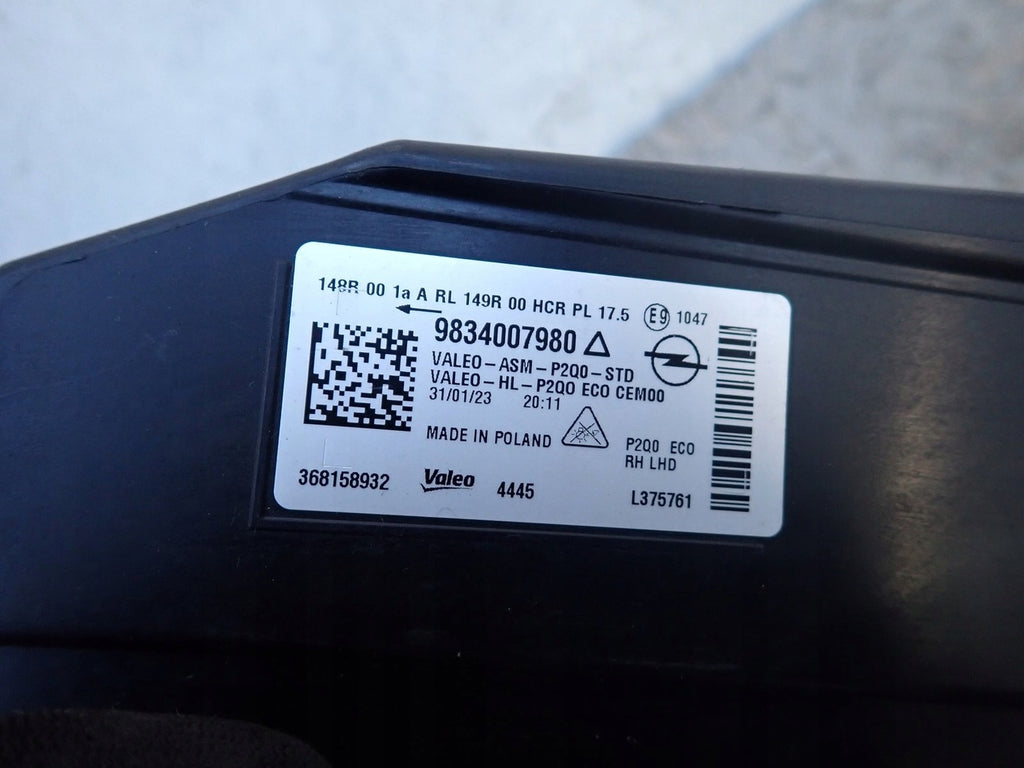 148R 00 1a A RL 149R 00 HCR PL 17.5 E9 1047
9834007980
VALEO-ASM-P2Q0-STD
VALEO-HL-P2Q0 ECO CEM00
31/01/23 20:11
MADE IN POLAND
P2Q0 ECO
RH LHD
368158932 Valeo 4445 L375761